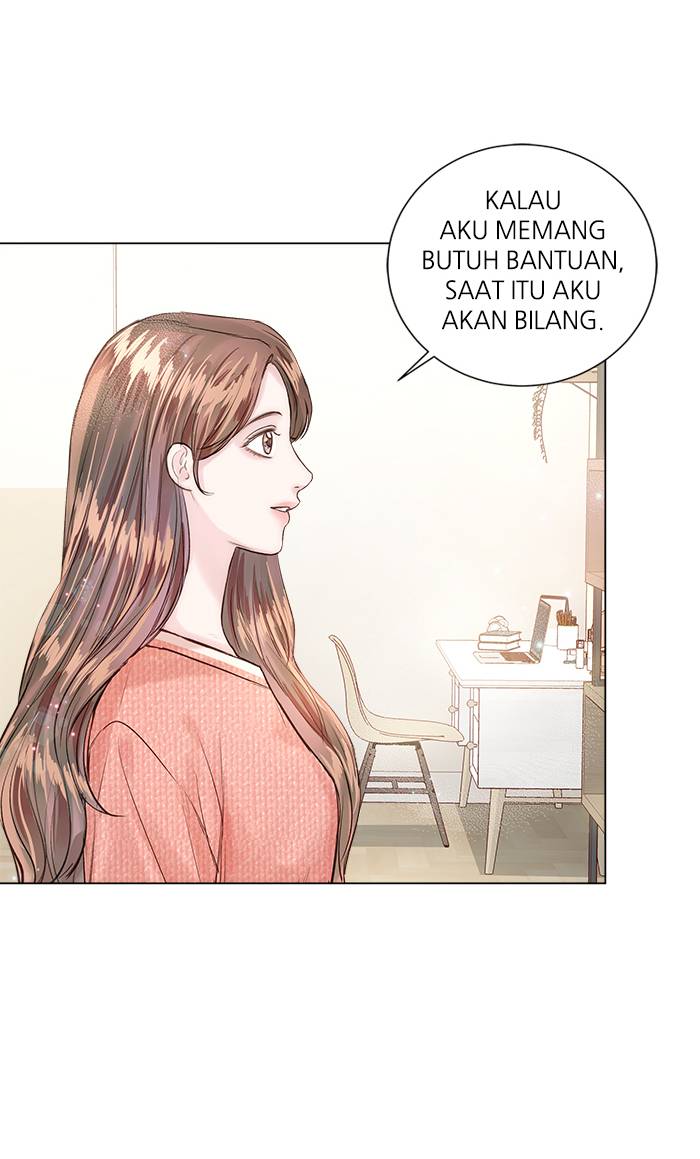 KALAU
AKU MEMANG
BUTUH BANTUAN,
SAAT ITU AKU
AKAN BILANG.